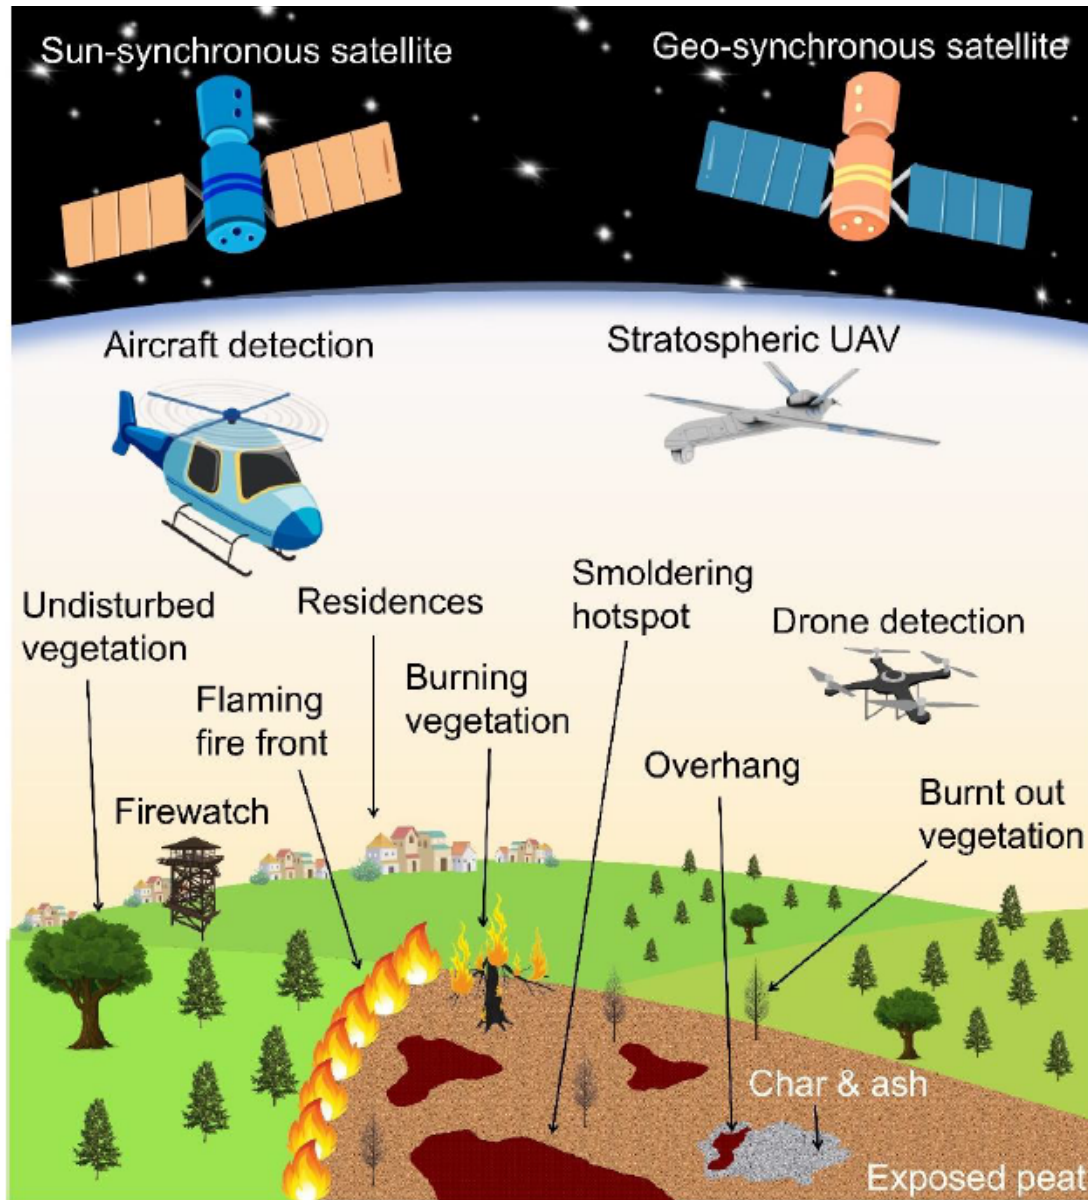 Sun-synchronous satellite
Geo-synchronous satellite
Aircraft detection
Stratospheric UAV
Undisturbed
vegetation
Residences
Smoldering
hotspot
Drone detection
Flaming
fire front
Burning
vegetation
Overhang
Burnt out
vegetation
Firewatch
Char & ash
Exposed peat